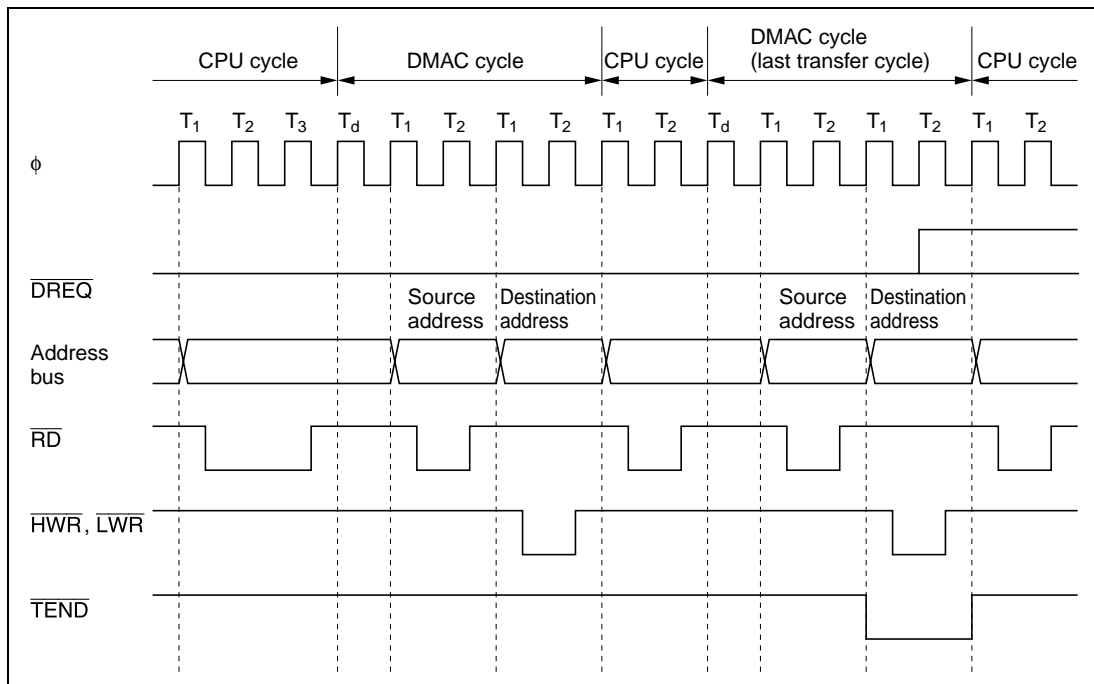 DMAC cycle
(last transfer cycle)
CPU cycle DMAC cycle CPU cycle CPU cycle
T1 T2 T3 Td T1 T2 T1 T2 T1 T2 Td T1 T2 T1 T2 T1 T2
φ
DREQ
Source address
Destination address
Source address
Destination address
Address
bus
RD
HWR, LWR
TEND